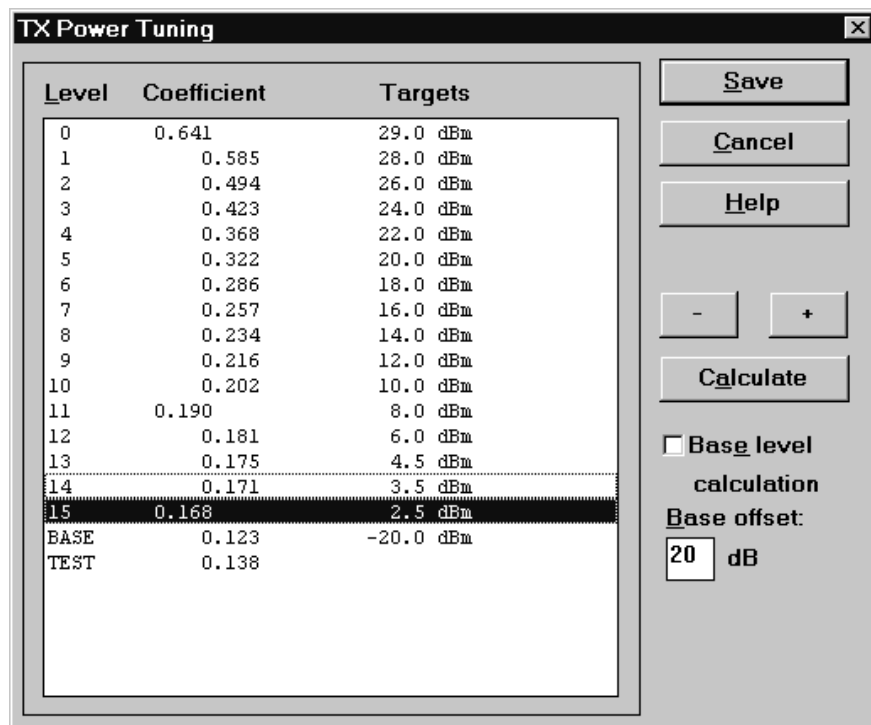 TX Power Tuning
Level Coefficient Targets
0 0.641 29.0 dBm
1 0.585 28.0 dBm
2 0.494 26.0 dBm
3 0.423 24.0 dBm
4 0.368 22.0 dBm
5 0.322 20.0 dBm
6 0.286 18.0 dBm
7 0.257 16.0 dBm
8 0.234 14.0 dBm
9 0.216 12.0 dBm
10 0.202 10.0 dBm
11 0.190 8.0 dBm
12 0.181 6.0 dBm
13 0.175 4.5 dBm
14 0.171 3.5 dBm
15 0.168 2.5 dBm
BASE 0.123 -20.0 dBm
TEST 0.138
Save
Cancel
Help
- +
Calculate
Base level
calculation
Base offset:
20 dB